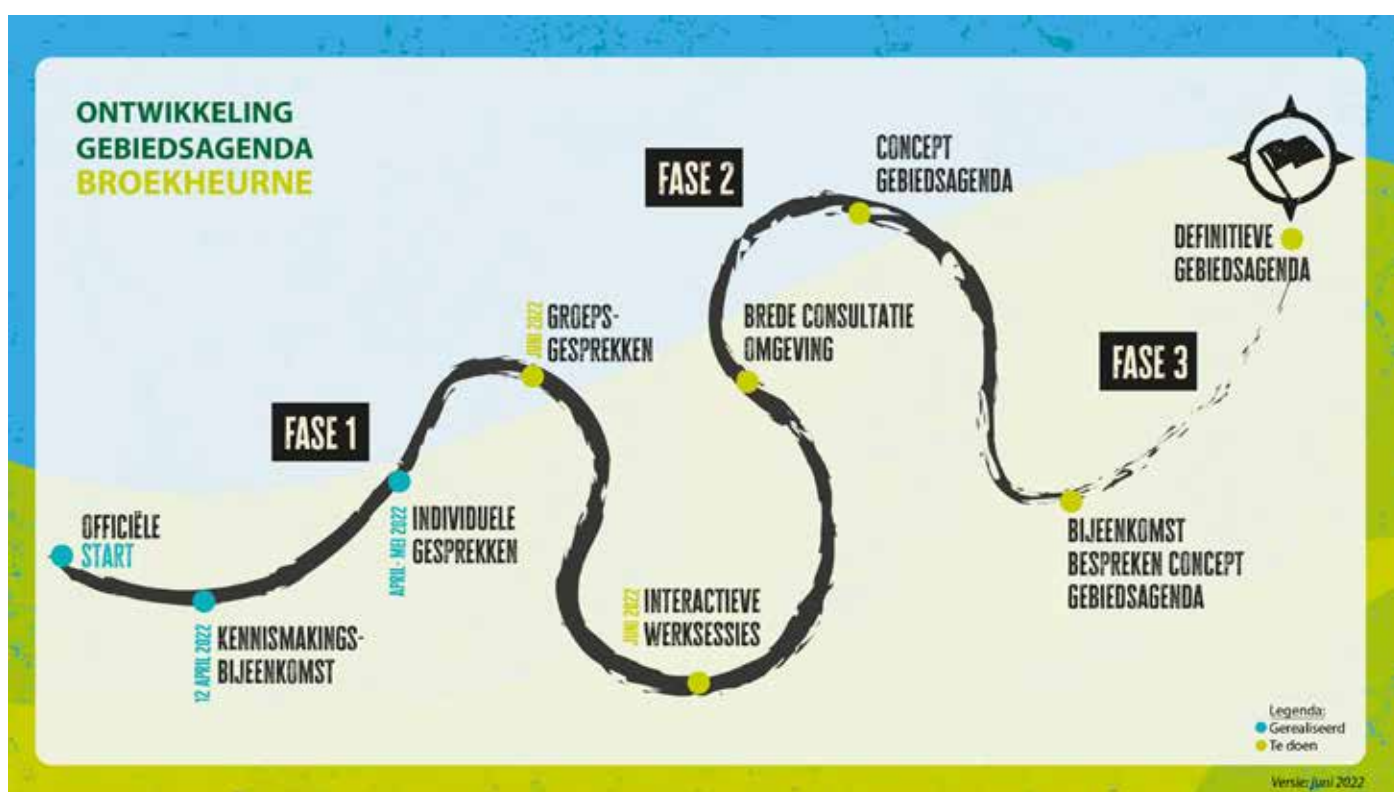 ONTWIKKELING
GEBIEDSAGENDA
BROEKHEURNE
OFFICIËLE
START
12 APRIL 2022
KENNISMAKINGS-
BIJEENKOMST
FASE 1
APRIL- MEI 2022
INDIVIDUELE
GESPREKKEN
JUNI 2022
GROEPS-
GESPREKKEN
JUNI 2022
INTERACTIEVE
WERKSESSIES
FASE 2
BREDE CONSULTATIE
OMGEVING
CONCEPT
GEBIEDSAGENDA
FASE 3
BIJEENKOMST
BESPREKEN CONCEPT
GEBIEDSAGENDA
DEFINITIEVE
GEBIEDSAGENDA
Legenda:
Gerealiseerd
Te doen
Versie: juni 2022